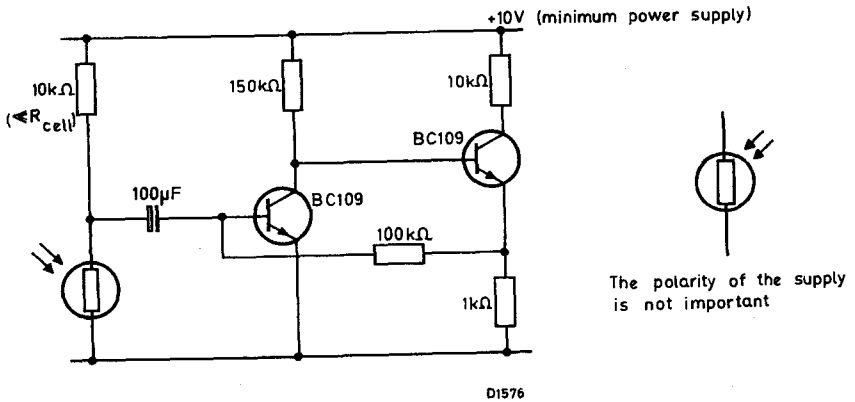 +10V (minimum power supply)
10kΩ
(≪R cell)
150kΩ
10kΩ
BC109
100μF
BC109
100kΩ
1kΩ
The polarity of the supply
is not important
D1576